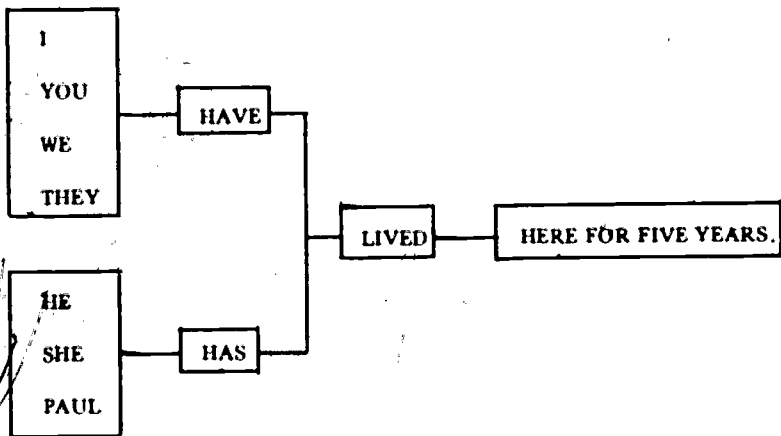 I
YOU
WE
THEY
HAVE
HE
SHE
PAUL
HAS
LIVED
HERE FOR FIVE YEARS.